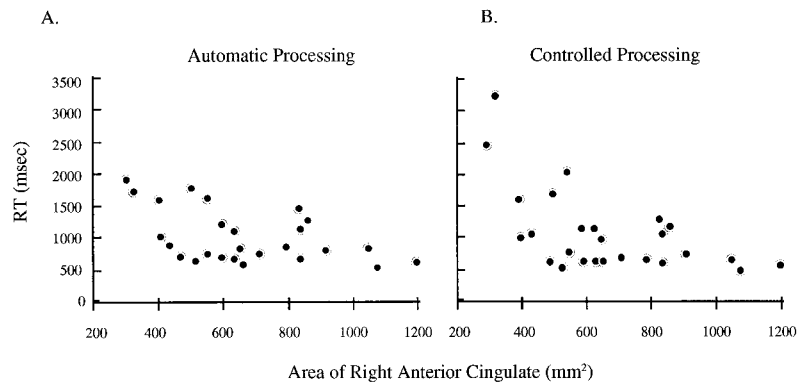 A.
B.
Automatic Processing
Controlled Processing
3500
3000
2500
2000
1500
1000
500
0
RT (msec)
200 400 600 800 1000 1200
200 400 600 800 1000 1200
Area of Right Anterior Cingulate (mm²)